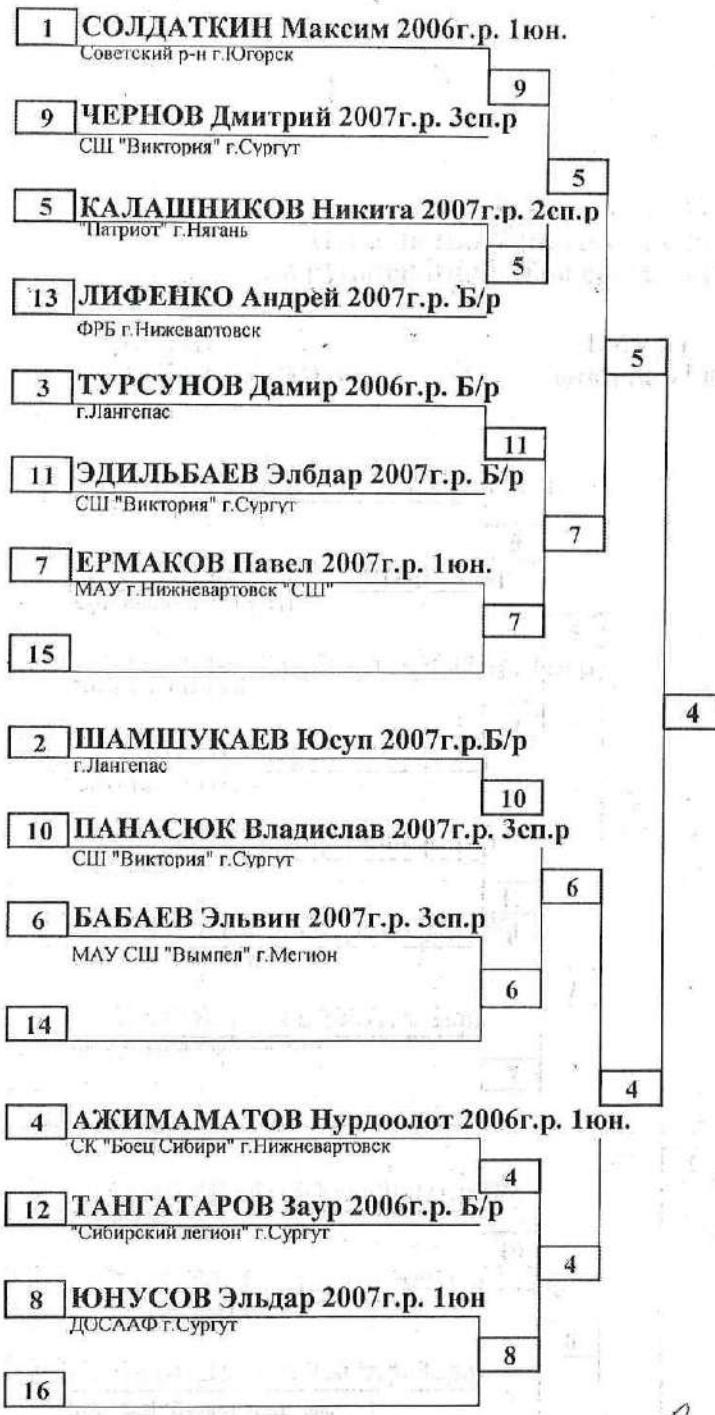 1 СОЛДАТКИН Максим 2006г.р. 1юн.
Советский р-н г.Югорск
9
9 ЧЕРНОВ Дмитрий 2007г.р. 3сп.р
СШ "Виктория" г.Сургут
5
5 КАЛАШНИКОВ Никита 2007г.р. 2сп.р
"Патриот" г.Нягань
5
13 ЛИФЕНКО Андрей 2007г.р. Б/р
ФРБ г.Нижевартовск
5
3 ТУРСУНОВ Дамир 2006г.р. Б/р
г.Лангепас
11
11 ЭДИЛЬБАЕВ Элбдар 2007г.р. Б/р
СШ "Виктория" г.Сургут
7
7 ЕРМАКОВ Павел 2007г.р. 1юн.
МАУ г.Нижневартовск "СШ"
7
15
4
2 ШАМШУКАЕВ Юсуп 2007г.р.Б/р
г.Лангепас
10
10 ПАНАСЮК Владислав 2007г.р. 3сп.р
СШ "Виктория" г.Сургут
6
6 БАБАЕВ Эльвин 2007г.р. 3сп.р
МАУ СШ "Вымпел" г.Мегион
6
14
4
4 АЖИМАМАТОВ Нурдоолот 2006г.р. 1юн.
СК "Боец Сибири" г.Нижневартовск
4
12 ТАНГАТАРОВ Заур 2006г.р. Б/р
"Сибирский легион" г.Сургут
4
8 ЮНУСОВ Эльдар 2007г.р. 1юн
ДОСААФ г.Сургут
8
16